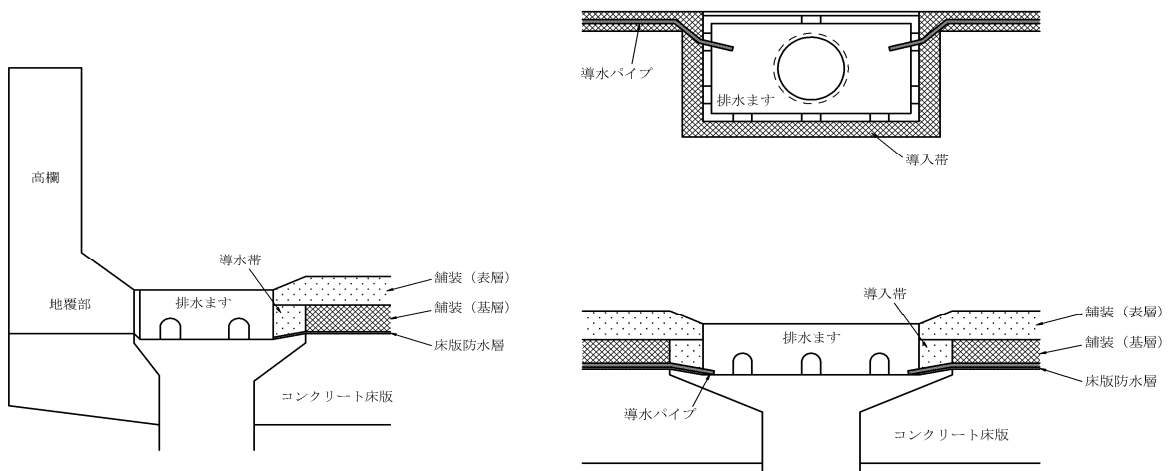 高欄
地覆部
導水帯
排水ます
舗装（表層）
舗装（基層）
床版防水層
コンクリート床版
導水パイプ
排水ます
導入帯
導入帯
排水ます
舗装（表層）
舗装（基層）
床版防水層
導水パイプ
コンクリート床版